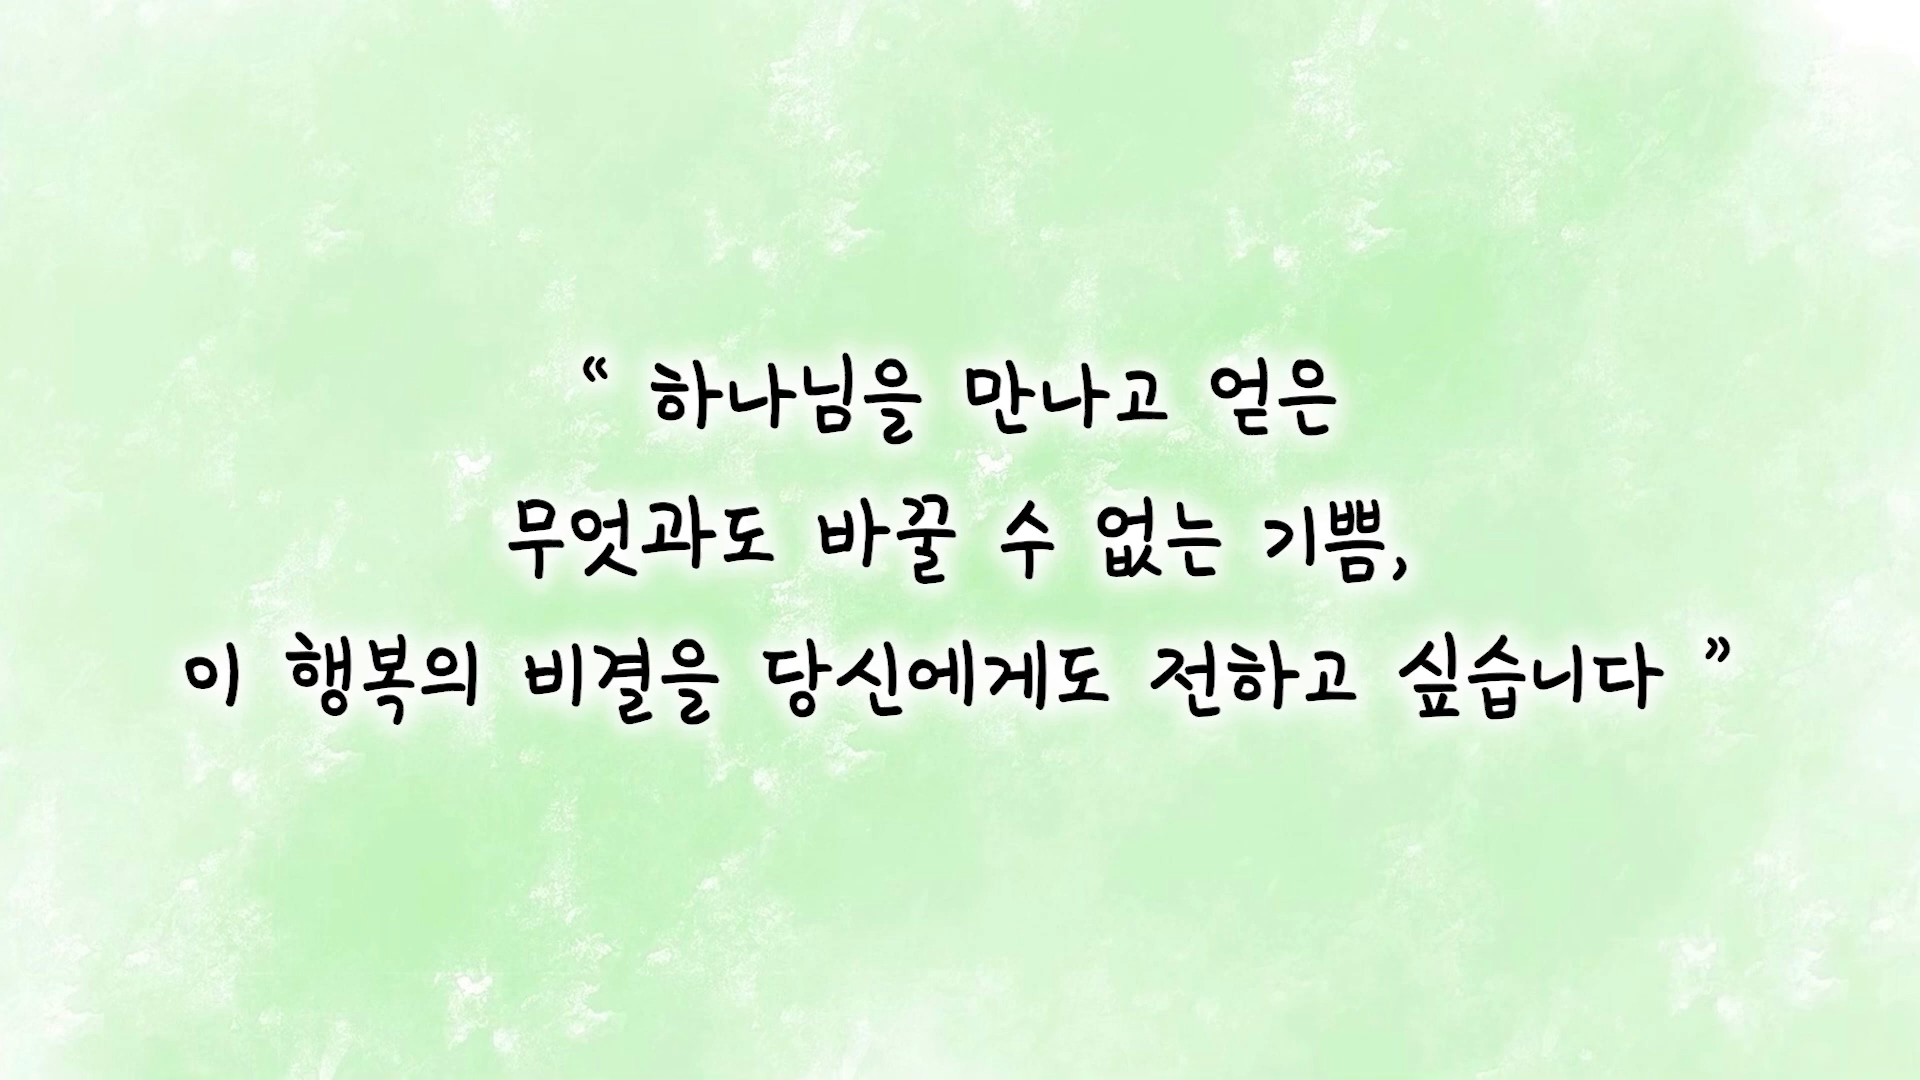 “ 하나님을 만나고 얻은
무엇과도 바꿀 수 없는 기쁨,
이 행복의 비결을 당신에게도 전하고 싶습니다 ”